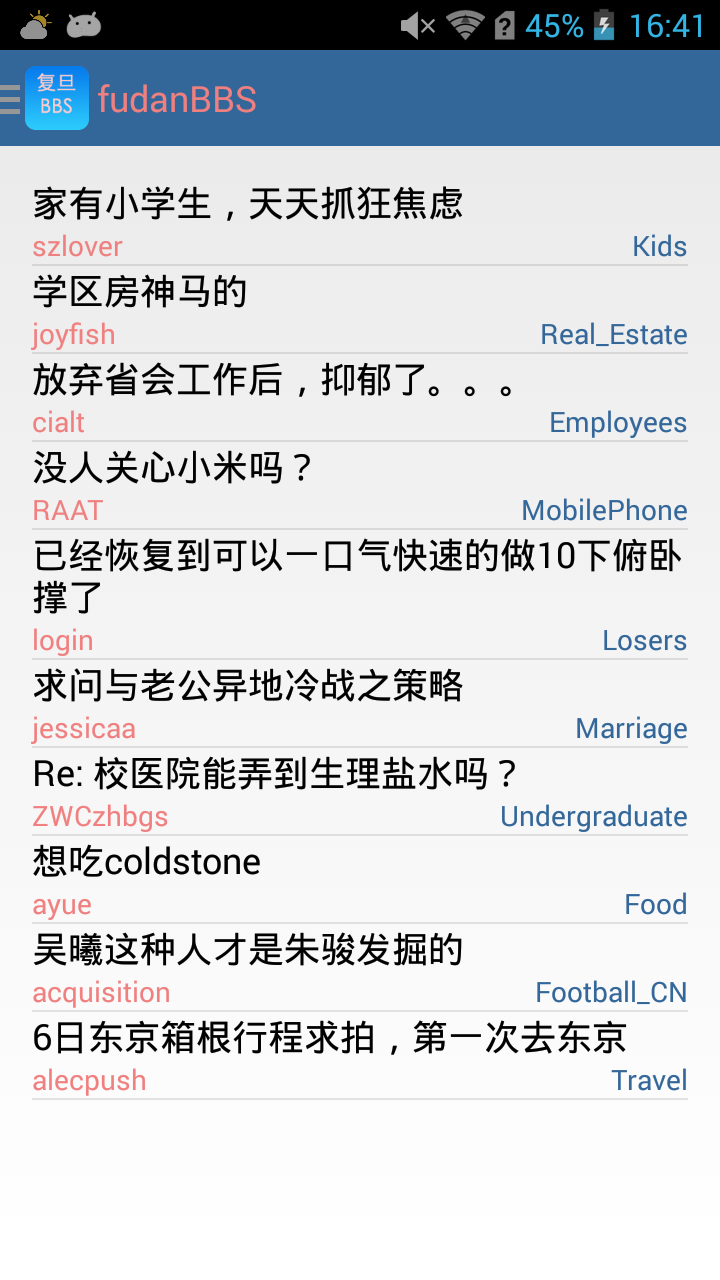 45% 16:41
复旦
BBS
fudanBBS
家有小学生，天天抓狂焦虑
szlover Kids
学区房神马的
joyfish Real_Estate
放弃省会工作后，抑郁了。。。
cialt Employees
没人关心小米吗？
RAAT MobilePhone
已经恢复到可以一口气快速的做10下俯卧
撑了
login Losers
求问与老公异地冷战之策略
jessicaa Marriage
Re: 校医院能弄到生理盐水吗？
ZWCzhbgs Undergraduate
想吃coldstone
ayue Food
吴曦这种人才是朱骏发掘的
acquisition Football_CN
6日东京箱根行程求拍，第一次去东京
alecpush Travel